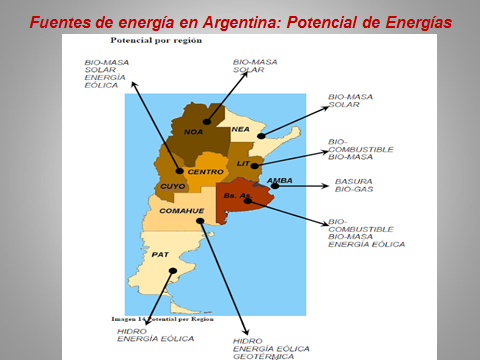 Fuentes de energía en Argentina: Potencial de Energías
Potencial por región
BIO-MASA
SOLAR
ENERGÍA
EÓLICA
BIO-MASA
SOLAR
BIO-MASA
SOLAR
NOA
NEA
BIO-
COMBUSTIBLE
BIO-MASA
LIT
CENTRO
CUYO
AMBA
BASURA
BIO-GAS
Bs. As.
COMAHUE
BIO-
COMBUSTIBLE
BIO-MASA
ENERGÍA EÓLICA
PAT
Imagen 14 Potential por Region
HIDRO
ENERGÍA EÓLICA
HIDRO
ENERGÍA EÓLICA
GEOTÉRMICA